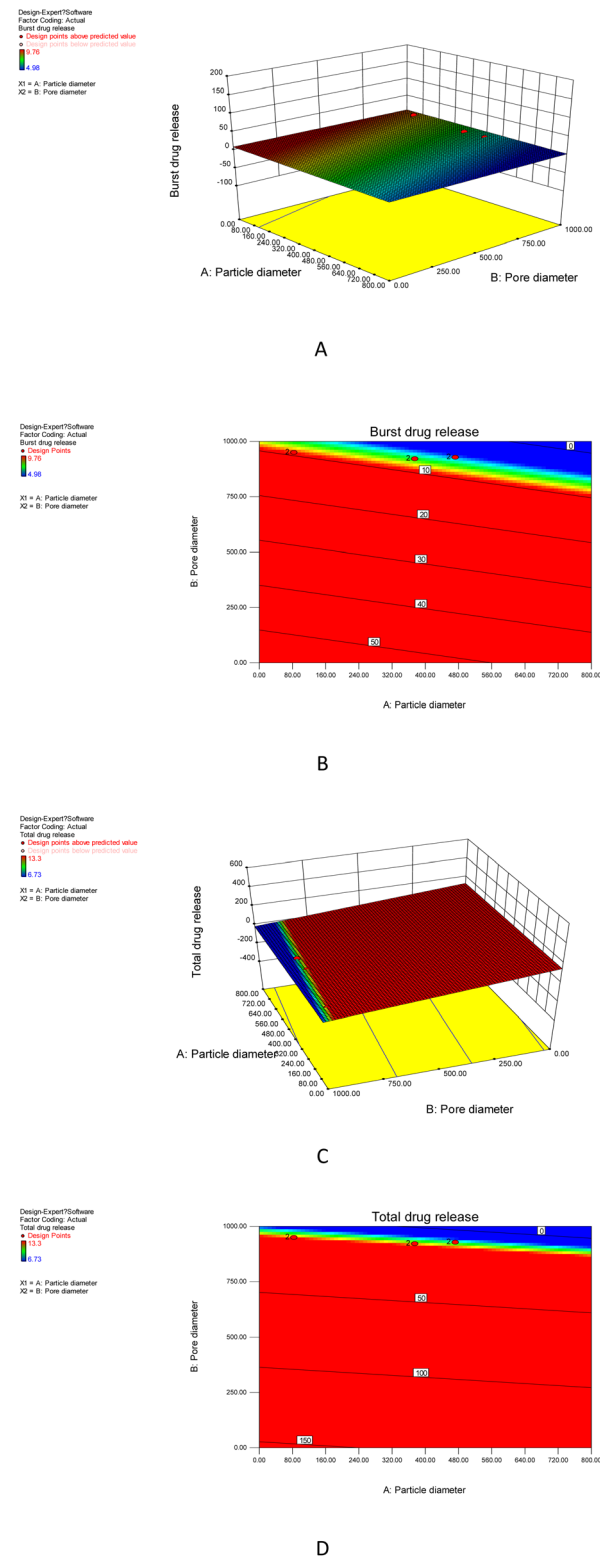 Design-Expert?Software
Factor Coding: Actual
Burst drug release
Design points above predicted value
Design points below predicted value
9.76
4.98
X1 = A: Particle diameter
X2 = B: Pore diameter
200
150
100
50
0
-50
-100
Burst drug release
0.00
80.00
160.00
240.00
320.00
400.00
480.00
560.00
640.00
720.00
800.00
A: Particle diameter
0.00
250.00
500.00
750.00
1000.00
B: Pore diameter
A
Design-Expert?Software
Factor Coding: Actual
Burst drug release
Design Points
9.76
4.98
X1 = A: Particle diameter
X2 = B: Pore diameter
Burst drug release
1000.00
750.00
500.00
250.00
0.00
B: Pore diameter
0
2
2
2
10
20
30
40
50
0.00 80.00 160.00 240.00 320.00 400.00 480.00 560.00 640.00 720.00 800.00
A: Particle diameter
B
Design-Expert?Software
Factor Coding: Actual
Total drug release
Design points above predicted value
Design points below predicted value
13.3
6.73
X1 = A: Particle diameter
X2 = B: Pore diameter
600
400
200
0
-200
-400
Total drug release
800.00
720.00
640.00
560.00
480.00
400.00
320.00
240.00
160.00
80.00
0.00
A: Particle diameter
1000.00
750.00
500.00
250.00
0.00
B: Pore diameter
C
Design-Expert?Software
Factor Coding: Actual
Total drug release
Design Points
13.3
6.73
X1 = A: Particle diameter
X2 = B: Pore diameter
Total drug release
1000.00
750.00
500.00
250.00
0.00
B: Pore diameter
0
2
2
2
50
100
150
0.00 80.00 160.00 240.00 320.00 400.00 480.00 560.00 640.00 720.00 800.00
A: Particle diameter
D